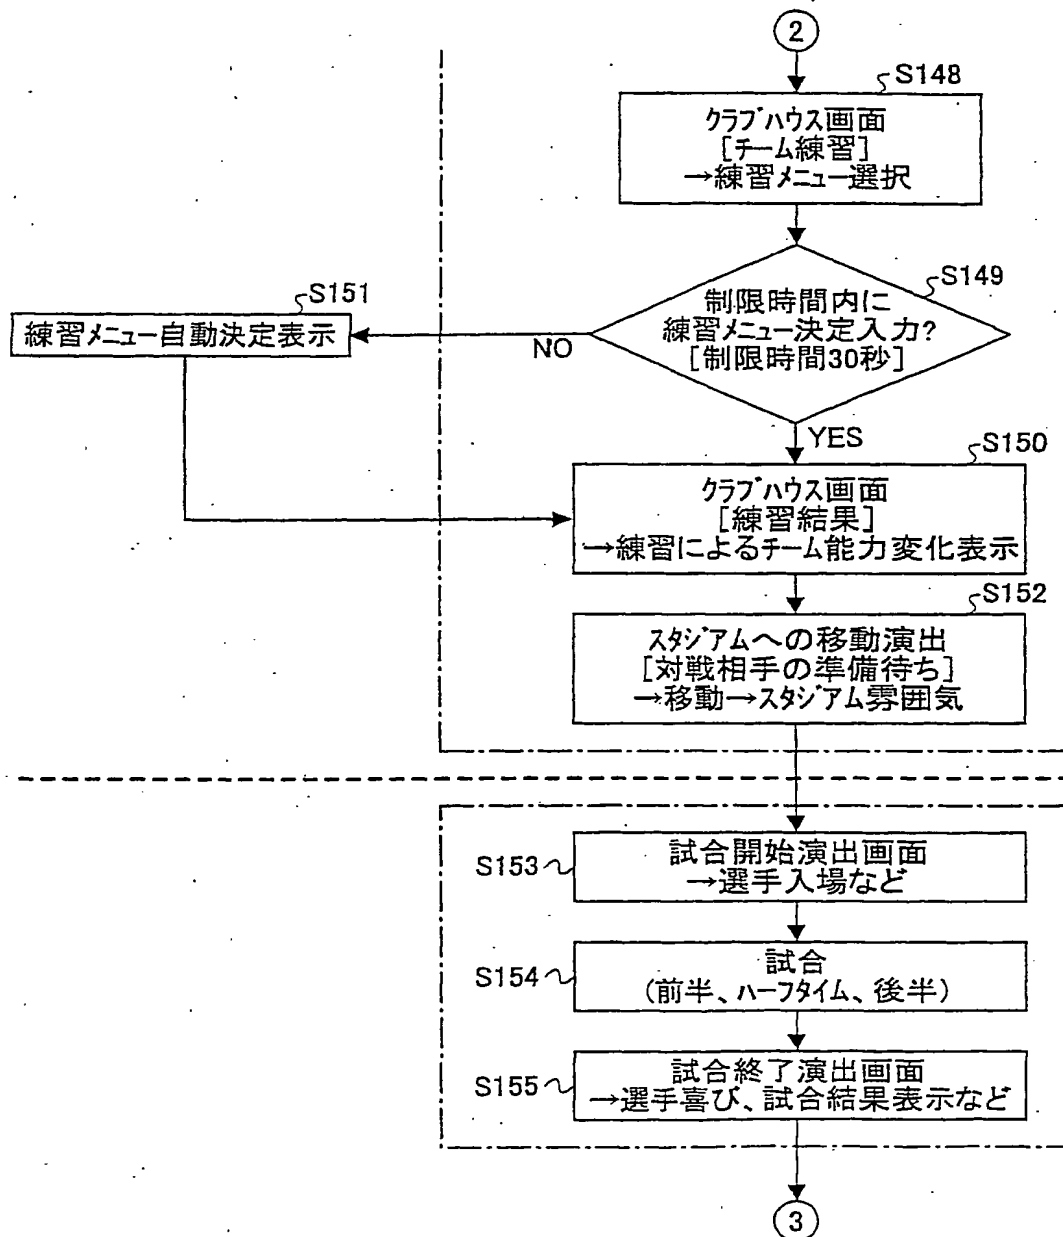 ②
S148
クラブハウス画面
[チーム練習]
→練習メニュー選択
S149
制限時間内に
練習メニュー決定入力?
[制限時間30秒]
NO
YES
S151
練習メニュー自動決定表示
S150
クラブハウス画面
[練習結果]
→練習によるチーム能力変化表示
S152
スタジアムへの移動演出
[対戦相手の準備待ち]
→移動→スタジアム雰囲気
S153
試合開始演出画面
→選手入場など
S154
試合
(前半、ハーフタイム、後半)
S155
試合終了演出画面
→選手喜び、試合結果表示など
③